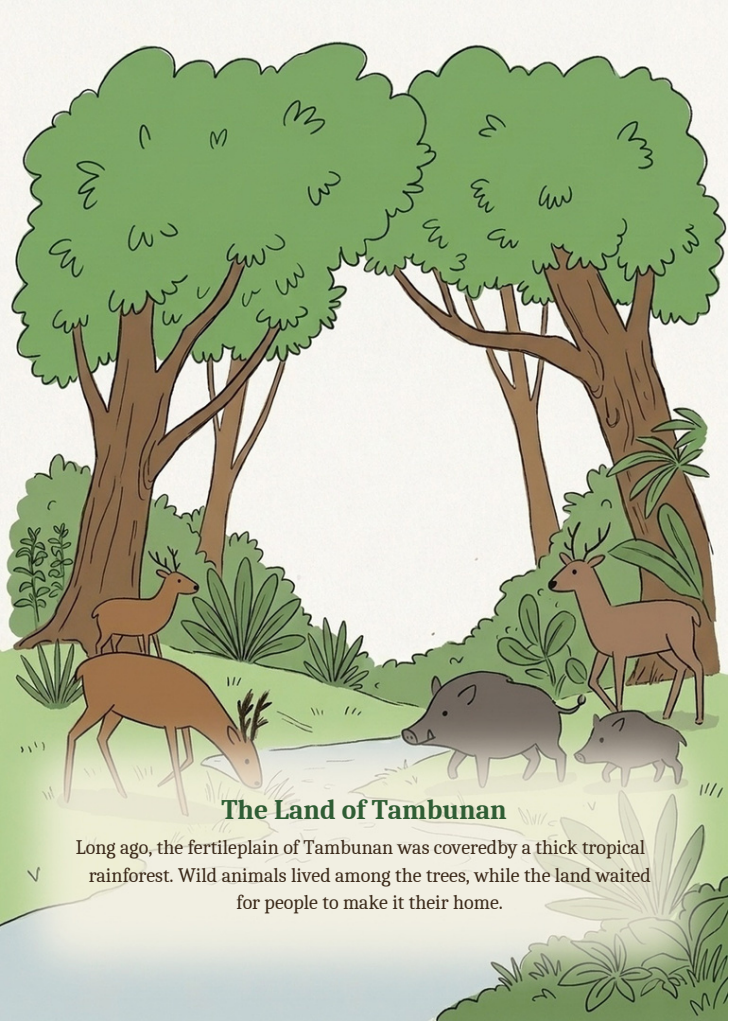 The Land of Tambunan
Long ago, the fertileplain of Tambunan was coveredby a thick tropical
rainforest. Wild animals lived among the trees, while the land waited
for people to make it their home.